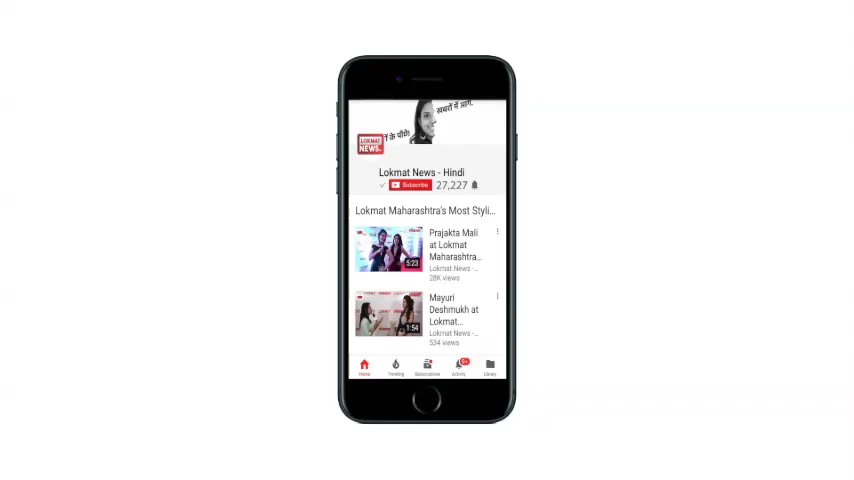 खबरों में आगे,
के पीछे!
LOKMAT
NEWS
Lokmat News - Hindi
Subscribe 27,227
Lokmat Maharashtra's Most Styli...
Prajakta Mali
at Lokmat
Maharashtra...
Lokmat News -...
28K views
5:23
Mayuri
Deshmukh at
Lokmat...
Lokmat News -...
534 views
1:54
Home Trending Subscriptions Activity Library
9+